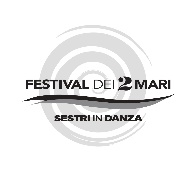 FESTIVAL DEI 2 MARI
SESTRI IN DANZA